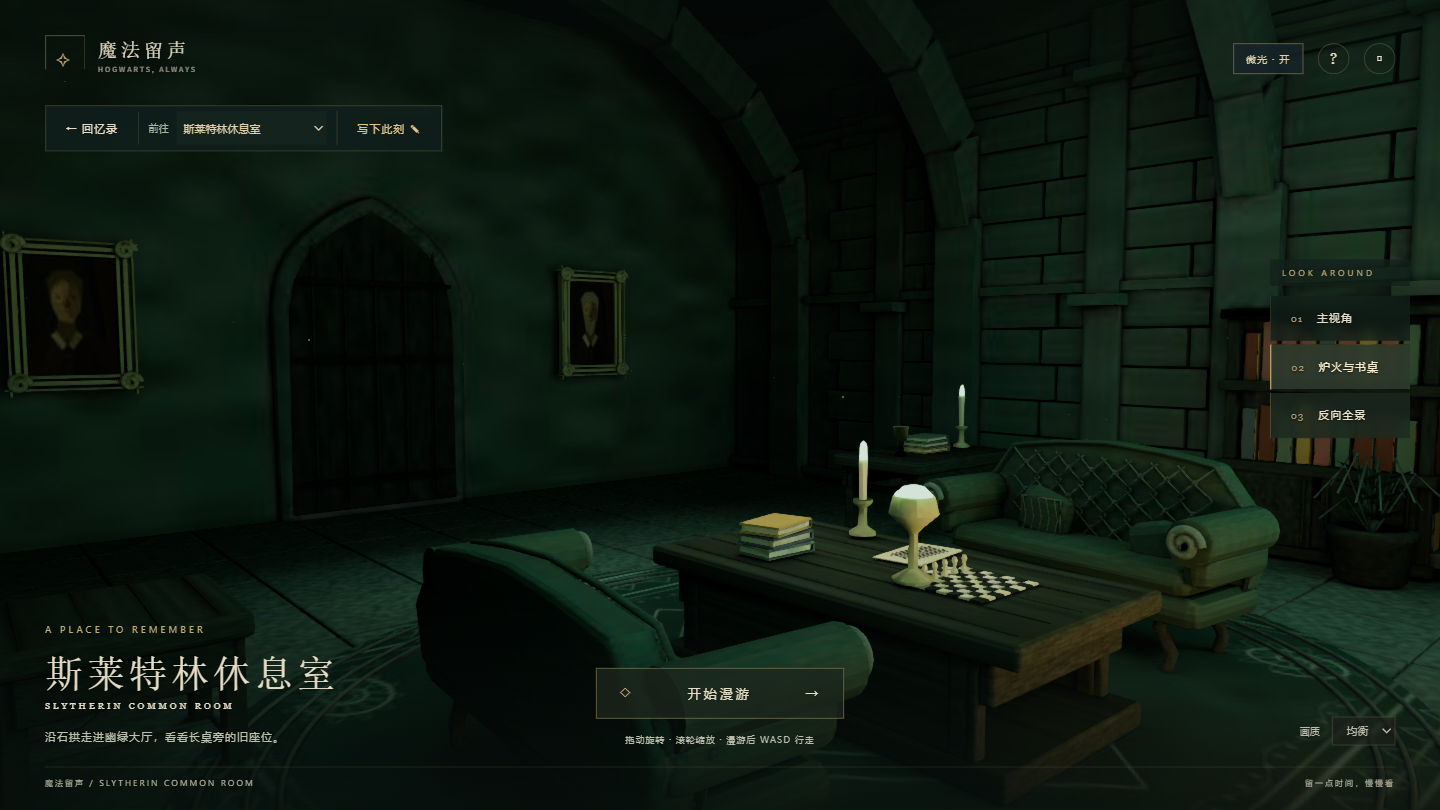 魔法留声
HOGWARTS, ALWAYS
微光 · 开
?
← 回忆录
前往
斯莱特林休息室
写下此刻
LOOK AROUND
01 主视角
02 炉火与书桌
03 反向全景
A PLACE TO REMEMBER
斯莱特林休息室
SLYTHERIN COMMON ROOM
沿石拱走进幽绿大厅，看看长桌旁的旧座位。
开始漫游 →
拖动旋转 · 滚轮缩放 · 漫游后 WASD 行走
画质 均衡
魔法留声 / SLYTHERIN COMMON ROOM
留一点时间，慢慢看